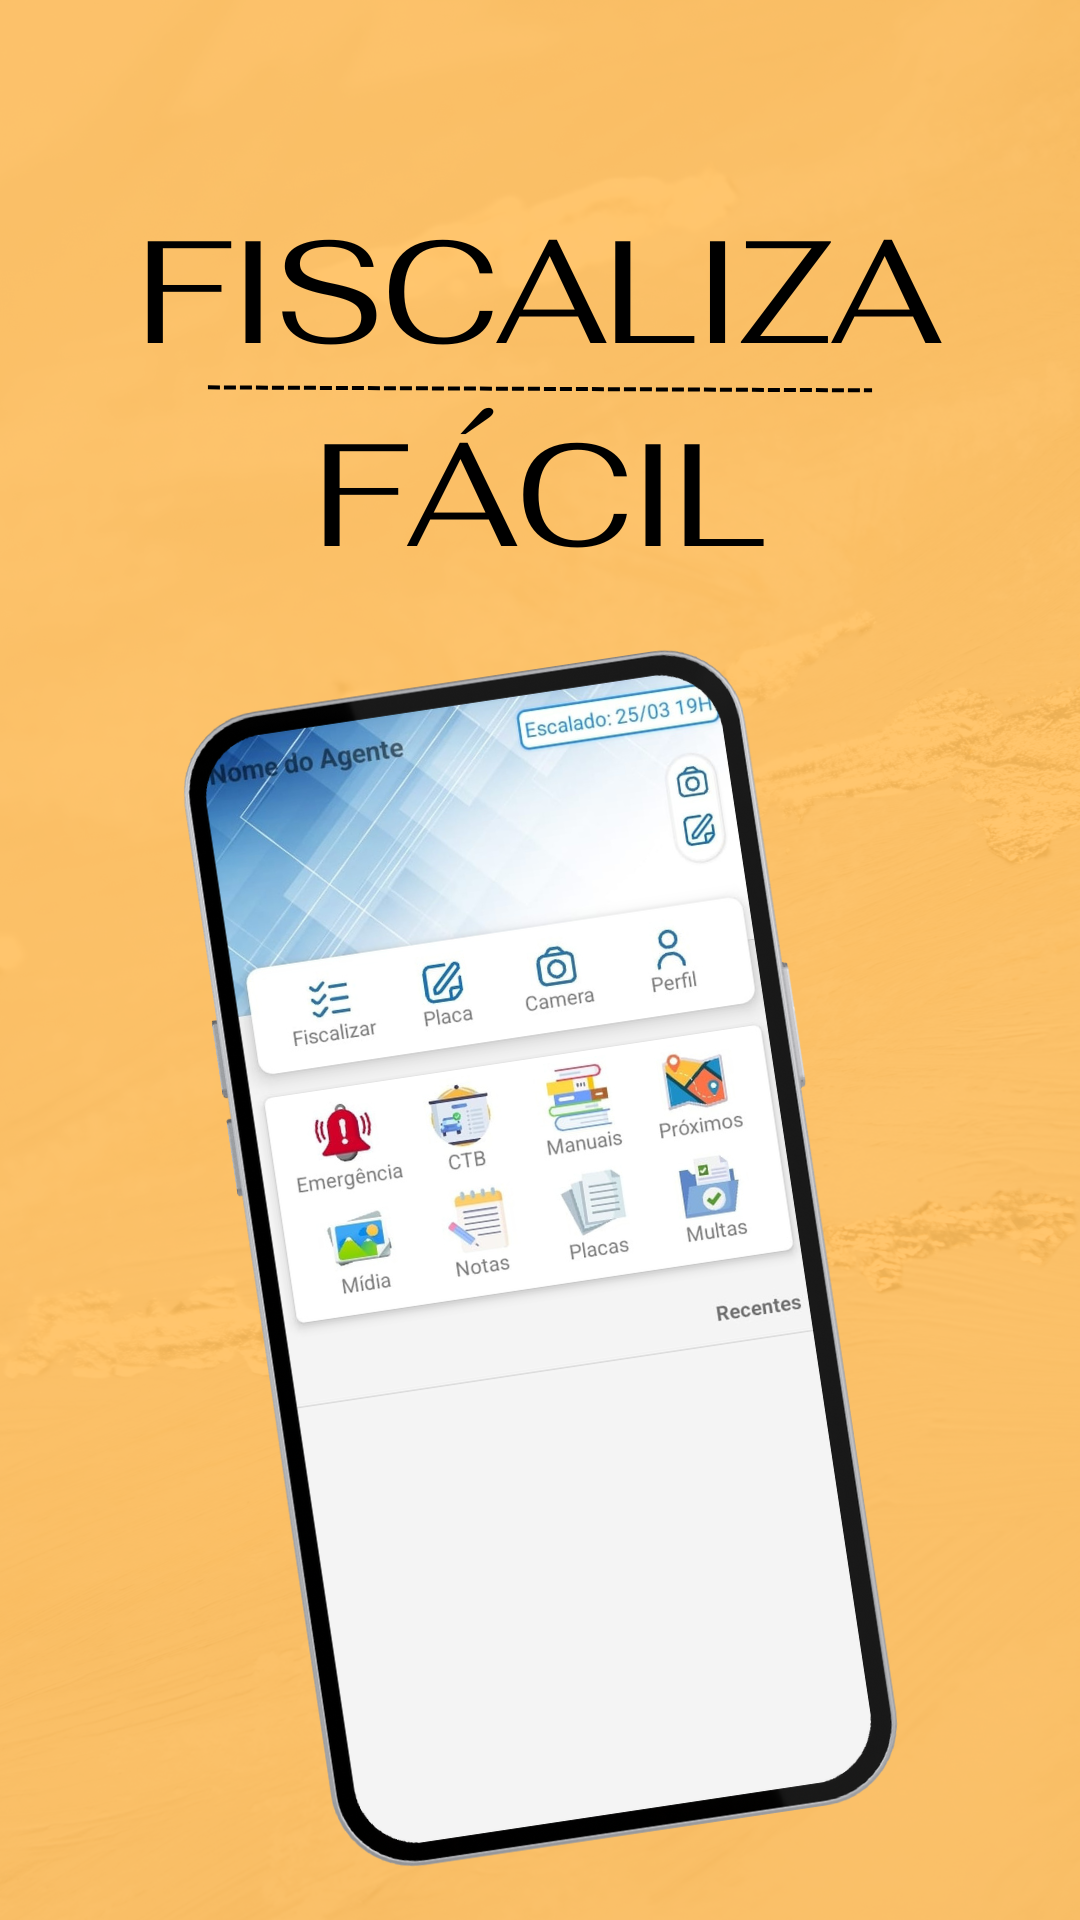 FISCALIZA
FÁCIL
Escalado: 25/03 19H
Nome do Agente
Fiscalizar Placa Camera Perfil
Emergência CTB Manuais Próximos
Mídia Notas Placas Multas
Recentes